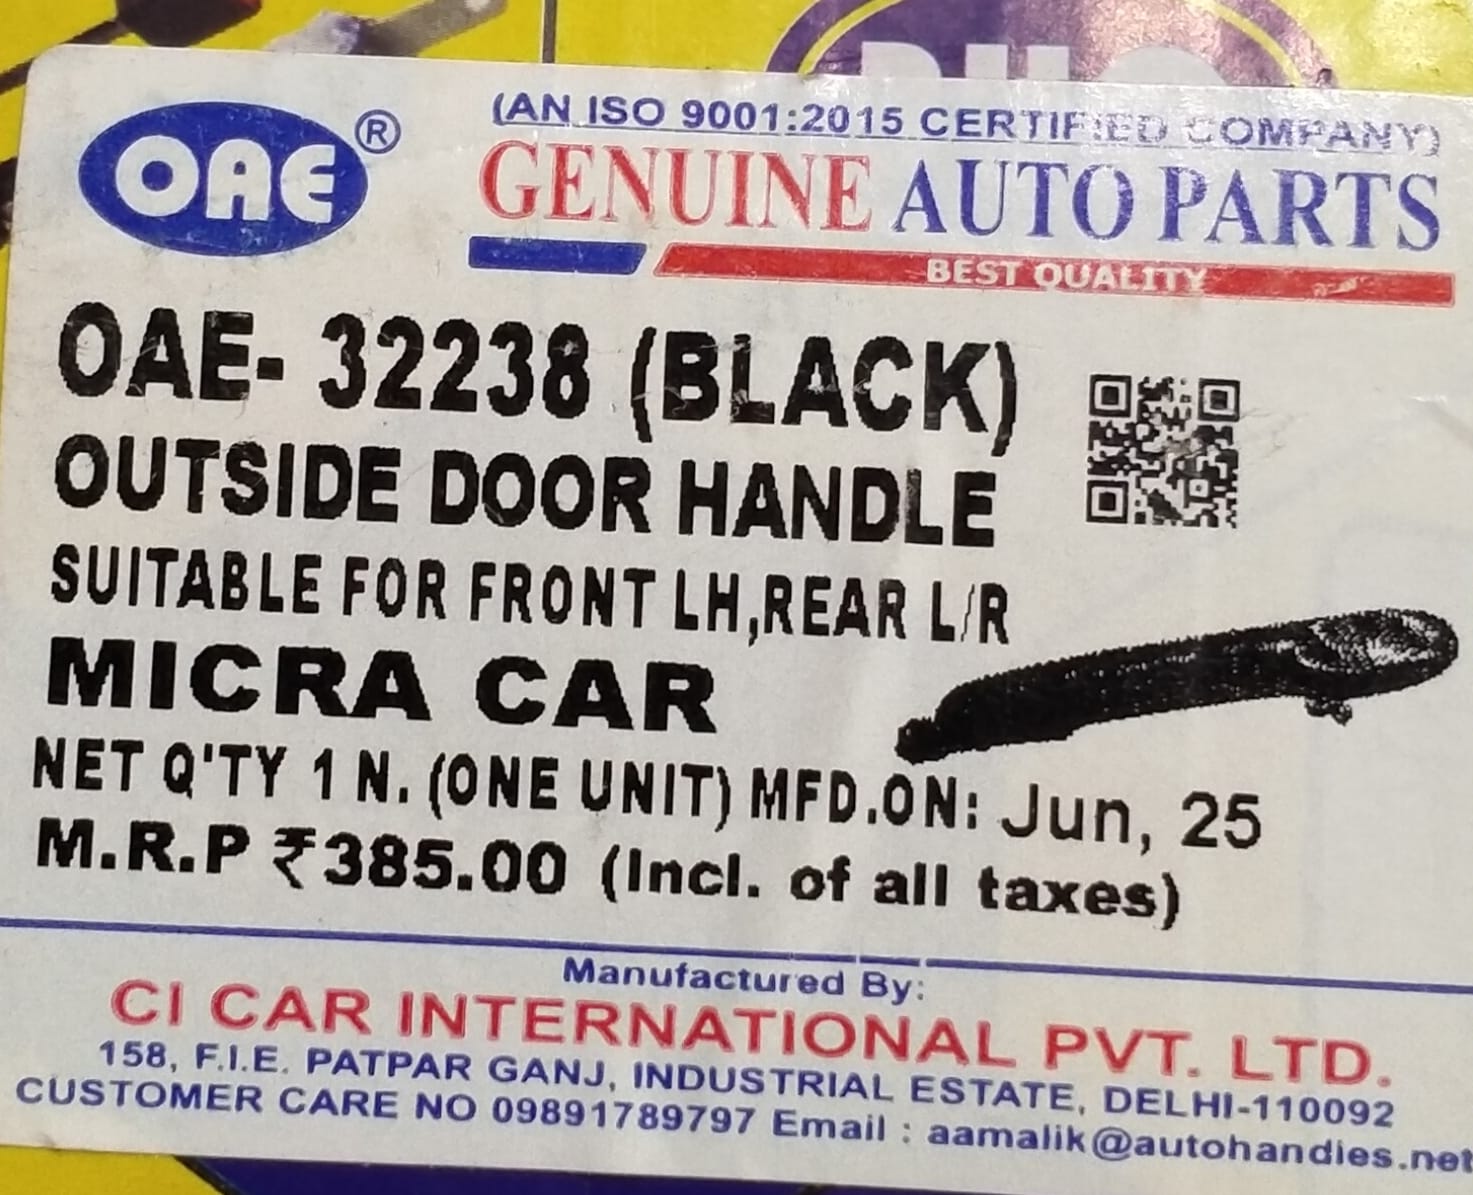 OAE®
(AN ISO 9001:2015 CERTIFIED COMPANY)
GENUINE AUTO PARTS
BEST QUALITY
OAE- 32238 (BLACK)
OUTSIDE DOOR HANDLE
SUITABLE FOR FRONT LH,REAR L/R
MICRA CAR
NET Q'TY 1 N. (ONE UNIT) MFD.ON: Jun, 25
M.R.P ₹385.00 (Incl. of all taxes)
Manufactured By:
CI CAR INTERNATIONAL PVT. LTD.
158, F.I.E. PATPAR GANJ, INDUSTRIAL ESTATE, DELHI-110092
CUSTOMER CARE NO 09891789797 Email : aamalik@autohandies.net